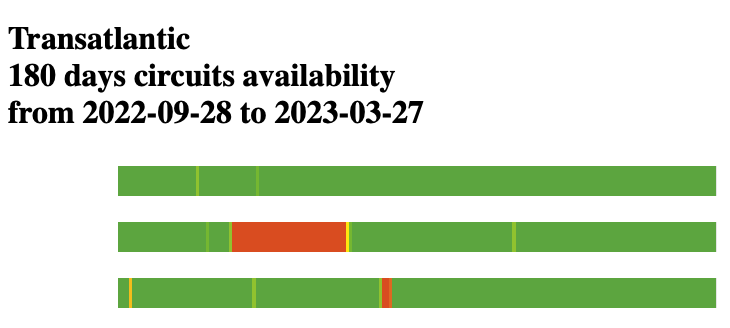 Transatlantic
180 days circuits availability
from 2022-09-28 to 2023-03-27